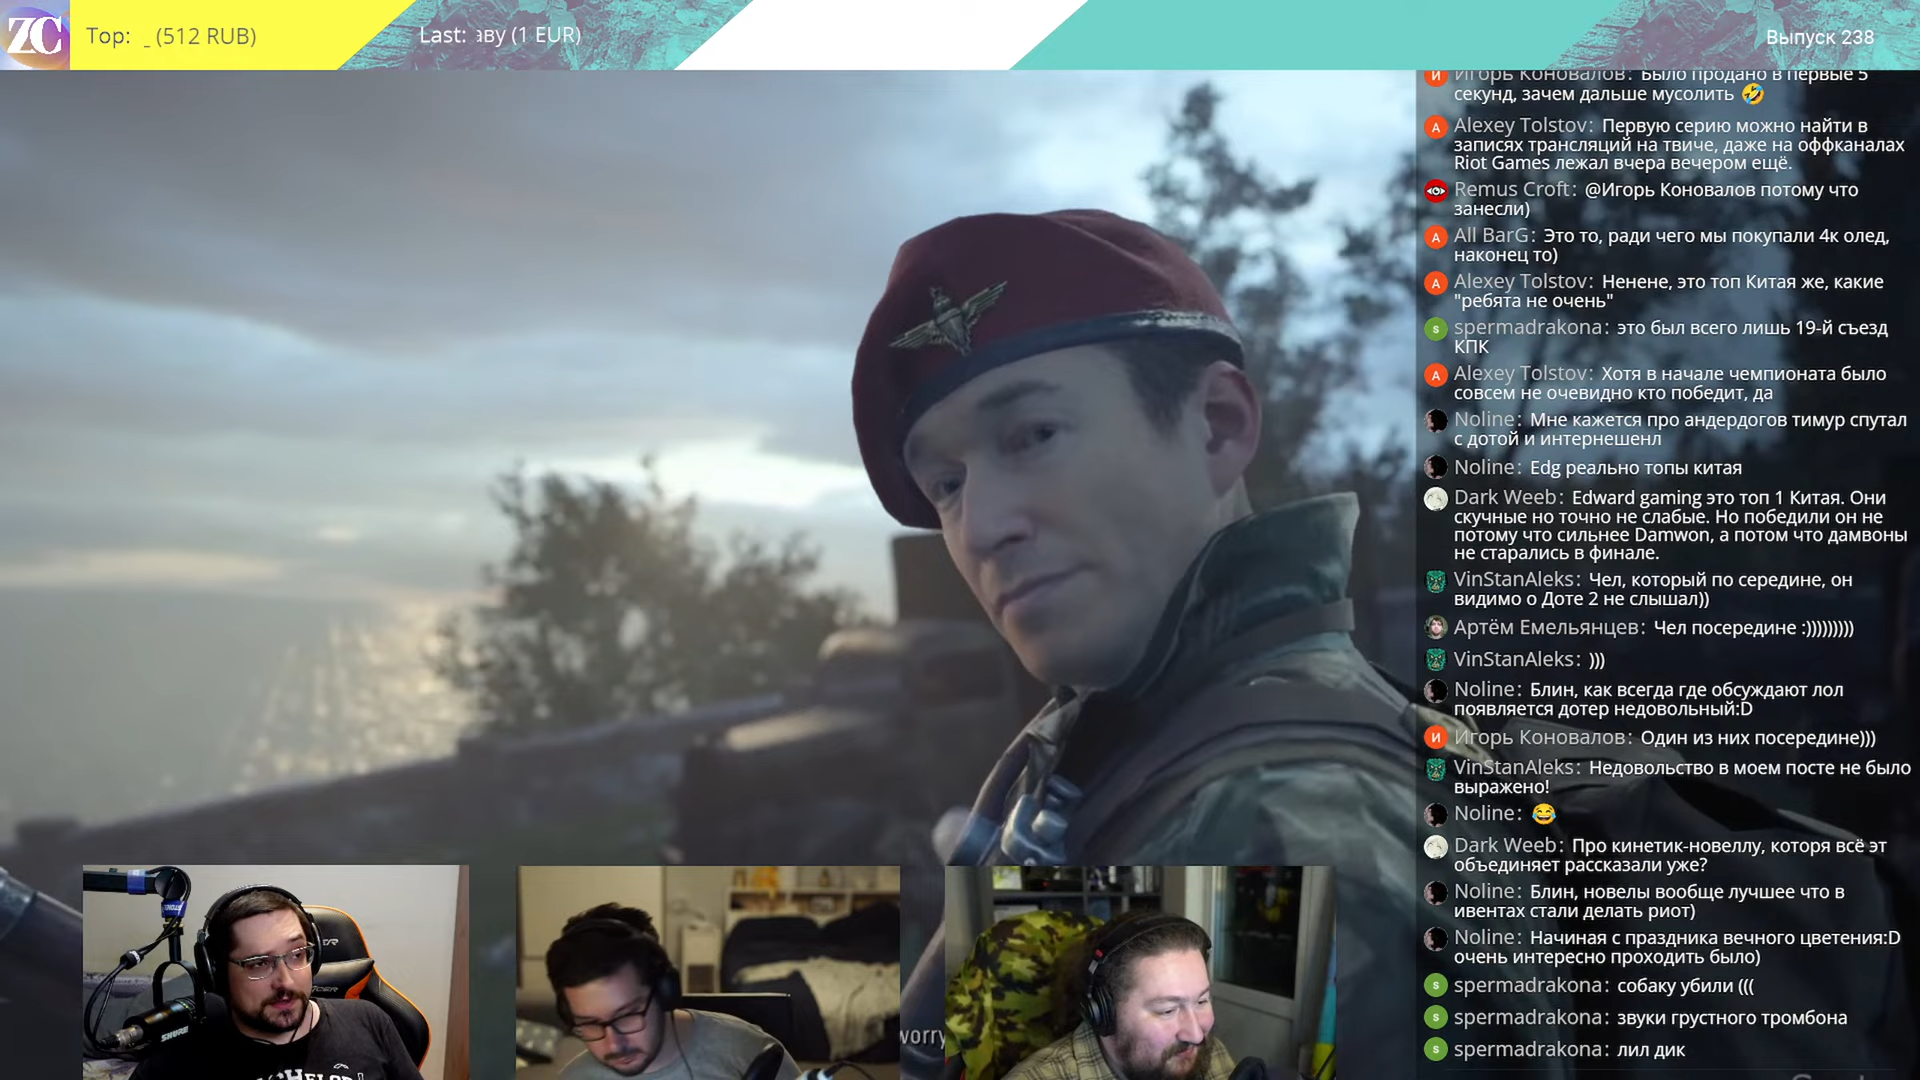 ZC
Top: _ (512 RUB)
Last: аву (1 EUR)
Выпуск 238
Игорь Коновалов: Было продано в первые 5
секунд, зачем дальше мусолить 🤣
Alexey Tolstov: Первую серию можно найти в
записях трансляций на твиче, даже на оффканалах
Riot Games лежал вчера вечером ещё.
Remus Croft: @Игорь Коновалов потому что
занесли)
All BarG: Это то, ради чего мы покупали 4к олед,
наконец то)
Alexey Tolstov: Ненене, это топ Китая же, какие
"ребята не очень"
spermadrakona: это был всего лишь 19-й съезд
КПК
Alexey Tolstov: Хотя в начале чемпионата было
совсем не очевидно кто победит, да
Noline: Мне кажется про андердогов тимур спутал
с дотой и интернешенл
Noline: Edg реально топы китая
Dark Weeb: Edward gaming это топ 1 Китая. Они
скучные но точно не слабые. Но победили он не
потому что сильнее Damwon, а потом что дамвоны
не старались в финале.
VinStanAleks: Чел, который по середине, он
видимо о Доте 2 не слышал))
Артём Емельянцев: Чел посередине :)))))))))
VinStanAleks: )))
Noline: Блин, как всегда где обсуждают лол
появляется дотер недовольный:D
Игорь Коновалов: Один из них посередине)))
VinStanAleks: Недовольство в моем посте не было
выражено!
Noline: 😂
Dark Weeb: Про кинетик-новеллу, которя всё эт
объединяет рассказали уже?
Noline: Блин, новелы вообще лучшее что в
ивентах стали делать риот)
Noline: Начиная с праздника вечного цветения:D
очень интересно проходить было)
spermadrakona: собаку убили (((
spermadrakona: звуки грустного тромбона
spermadrakona: лил дик
SHURE
worry